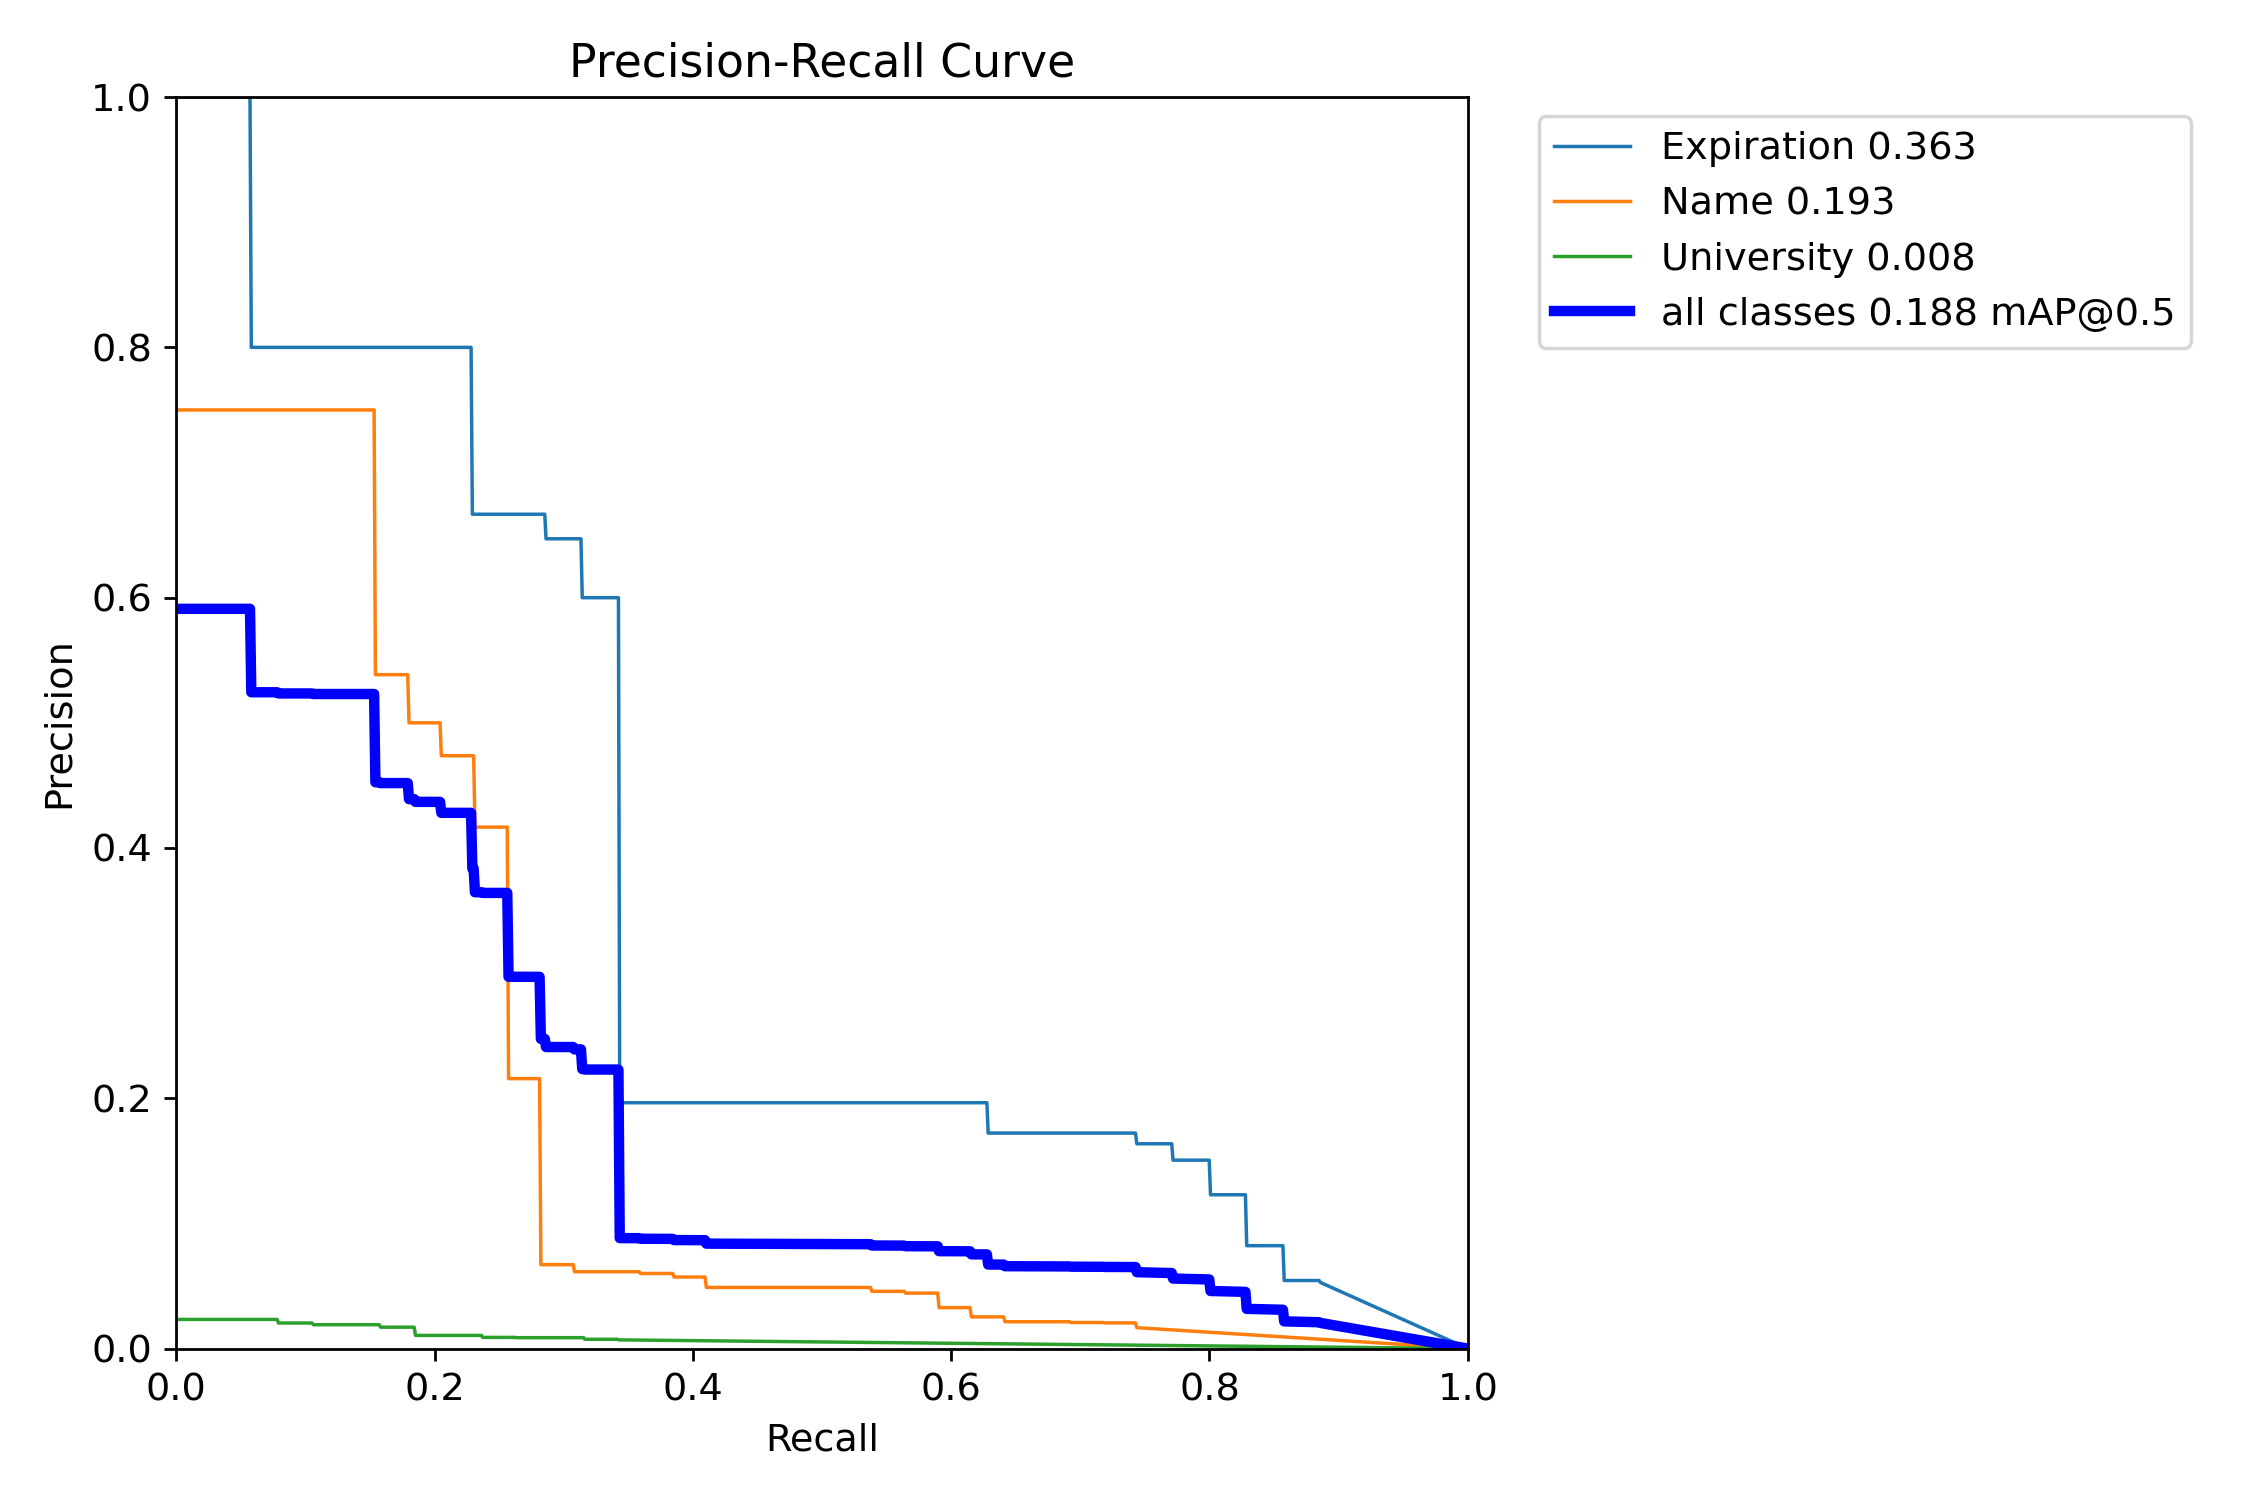 Precision-Recall Curve
1.0
0.8
0.6
0.4
0.2
0.0
Precision
0.0 0.2 0.4 0.6 0.8 1.0
Recall
Expiration 0.363
Name 0.193
University 0.008
all classes 0.188 mAP@0.5